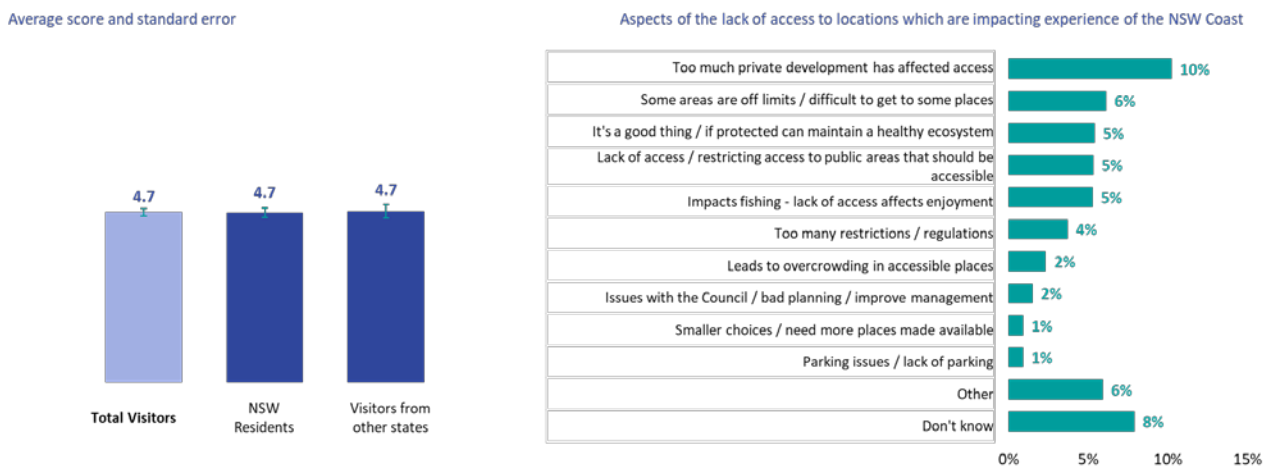 Average score and standard error
4.7
4.7
4.7
Total Visitors
NSW
Residents
Visitors from
other states
Aspects of the lack of access to locations which are impacting experience of the NSW Coast
Too much private development has affected access
10%
Some areas are off limits / difficult to get to some places
6%
It's a good thing / if protected can maintain a healthy ecosystem
5%
Lack of access / restricting access to public areas that should be
accessible
5%
Impacts fishing - lack of access affects enjoyment
5%
Too many restrictions / regulations
4%
Leads to overcrowding in accessible places
2%
Issues with the Council / bad planning / improve management
2%
Smaller choices / need more places made available
1%
Parking issues / lack of parking
1%
Other
6%
Don't know
8%
0%
5%
10%
15%